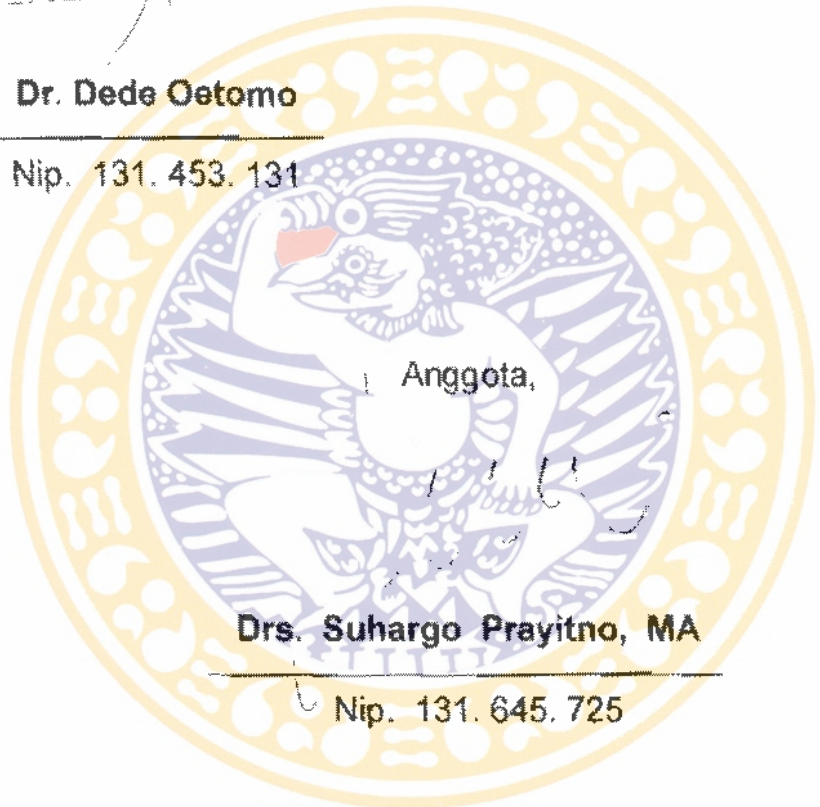 Dr. Dede Oetomo
Nip. 131. 453. 131
Anggota,
Drs. Suhargo Prayitno, MA
Nip. 131. 645. 725